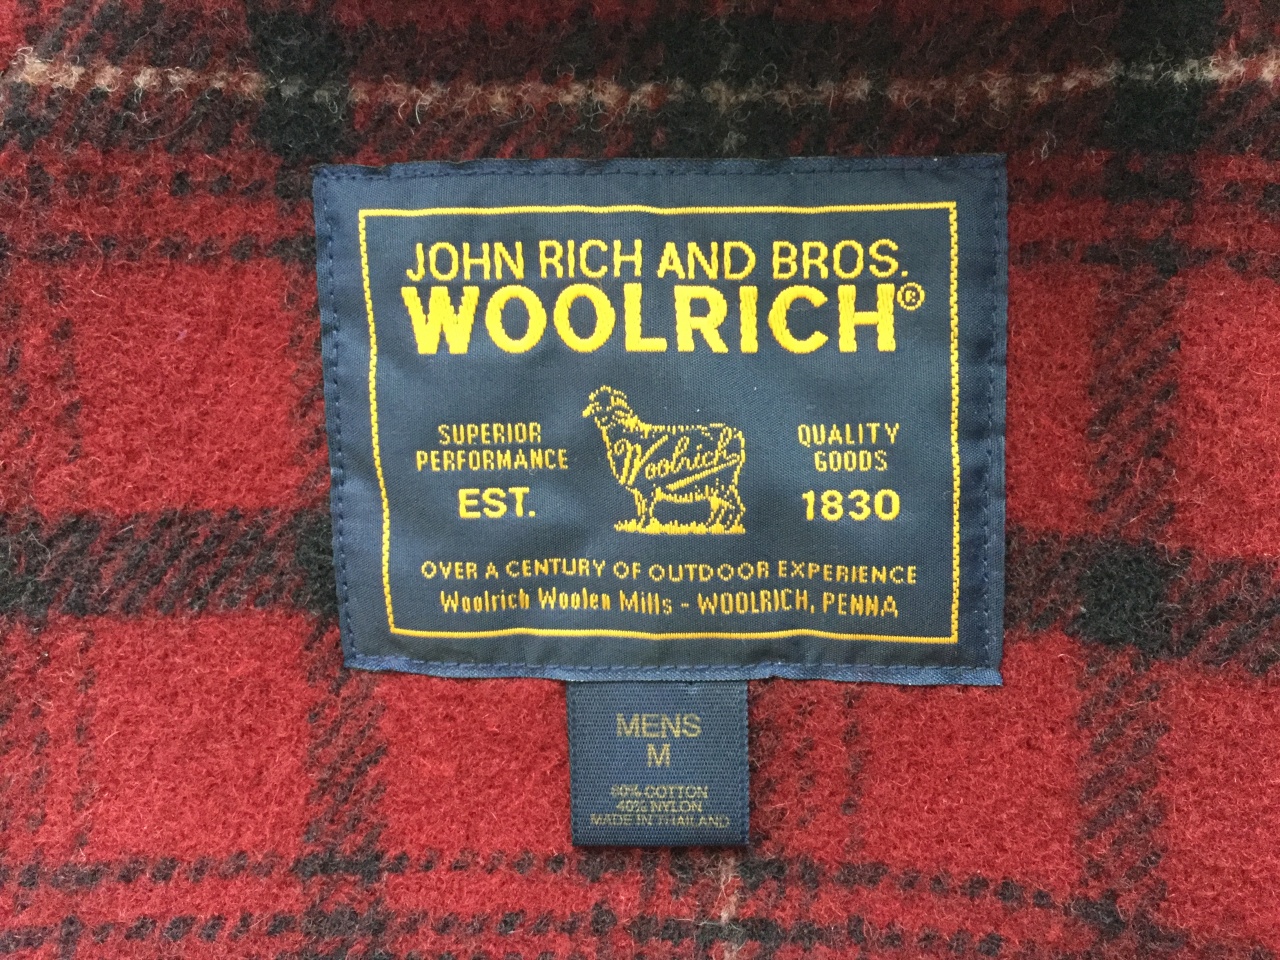 JOHN RICH AND BROS.
WOOLRICH®
SUPERIOR
PERFORMANCE
EST.
Woolrich
QUALITY
GOODS
1830
OVER A CENTURY OF OUTDOOR EXPERIENCE
Woolrich Woolen Mills - WOOLRICH, PENNA
MENS
M
60% COTTON
40% NYLON
MADE IN THAILAND